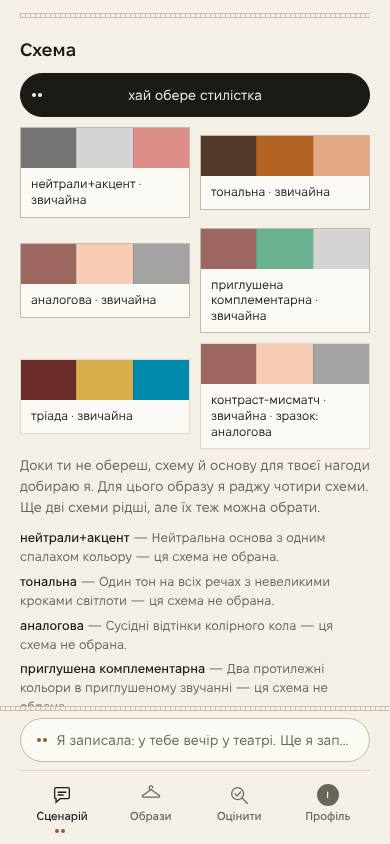 Схема
хай обере стилістка
нейтрали+акцент ·
звичайна
тональна · звичайна
аналогова · звичайна
приглушена
комплементарна ·
звичайна
тріада · звичайна
контраст-мисматч ·
звичайна · зразок:
аналогова
Доки ти не обереш, схему й основу для твоєї нагоди
добираю я. Для цього образу я раджу чотири схеми.
Ще дві схеми рідші, але їх теж можна обрати.
нейтрали+акцент — Нейтральна основа з одним
спалахом кольору — ця схема не обрана.
тональна — Один тон на всіх речах з невеликими
кроками світлоти — ця схема не обрана.
аналогова — Сусідні відтінки колірного кола — ця
схема не обрана.
приглушена комплементарна — Два протилежні
кольори в приглушеному звучанні — ця схема не
Я записала: у тебе вечір у театрі. Ще я зап...
Сценарій
Образи
Оцінити
І
Профіль